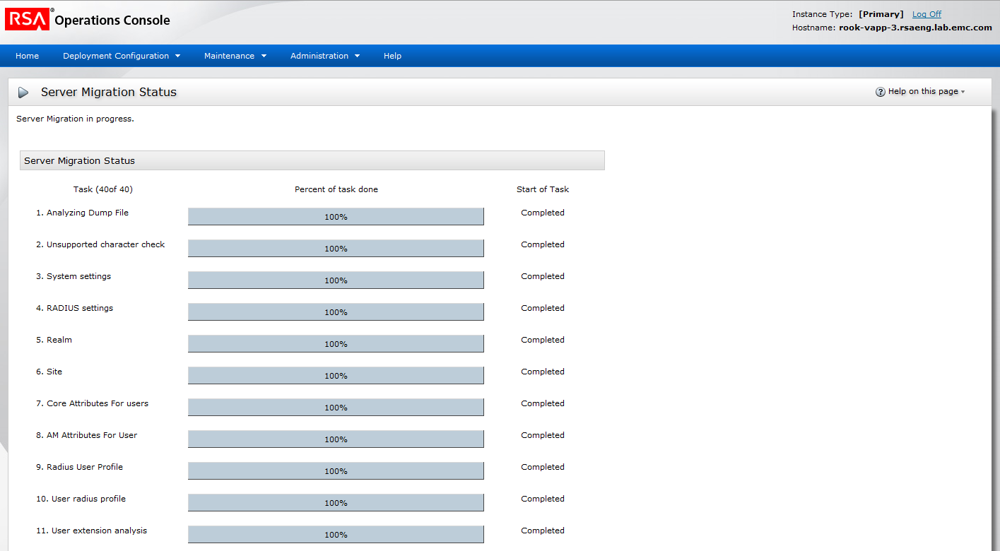 RSA® Operations Console
Instance Type: [Primary] Log Off
Hostname: rook-vapp-3.rsaeng.lab.emc.com
Home Deployment Configuration Maintenance Administration Help
Server Migration Status
? Help on this page
Server Migration in progress.
Server Migration Status
Task (40of 40) Percent of task done Start of Task
1. Analyzing Dump File 100% Completed
2. Unsupported character check 100% Completed
3. System settings 100% Completed
4. RADIUS settings 100% Completed
5. Realm 100% Completed
6. Site 100% Completed
7. Core Attributes For users 100% Completed
8. AM Attributes For User 100% Completed
9. Radius User Profile 100% Completed
10. User radius profile 100% Completed
11. User extension analysis 100% Completed